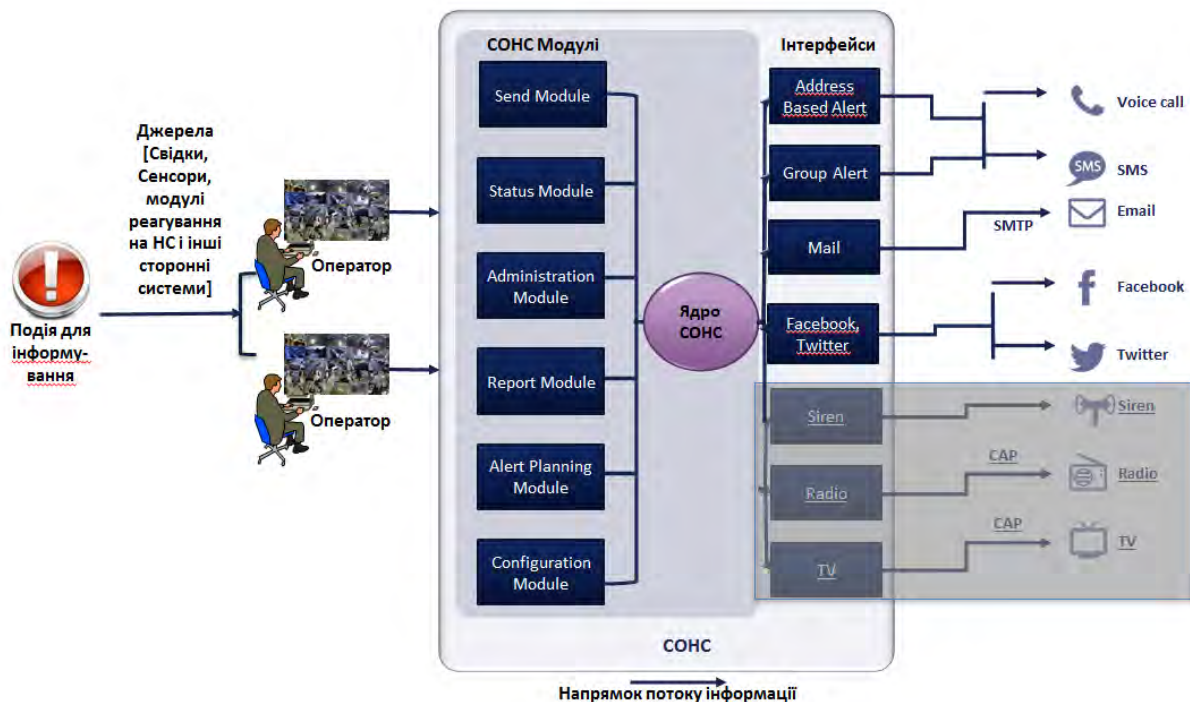 Джерела
[Свідки,
Сенсори,
модулі
реагування
на НС і інші
сторонні
системи]
Подія для
інформу-
вання
Оператор
Оператор
СОНС Модулі
Send Module
Status Module
Administration
Module
Report Module
Alert Planning
Module
Configuration
Module
Ядро
СОНС
Інтерфейси
Address
Based Alert
Group Alert
Mail
Facebook,
Twitter
Siren
Radio
TV
Voice call
SMS
SMS
SMTP
Email
Facebook
Twitter
Siren
CAP
Radio
CAP
TV
СОНС
Напрямок потоку інформації